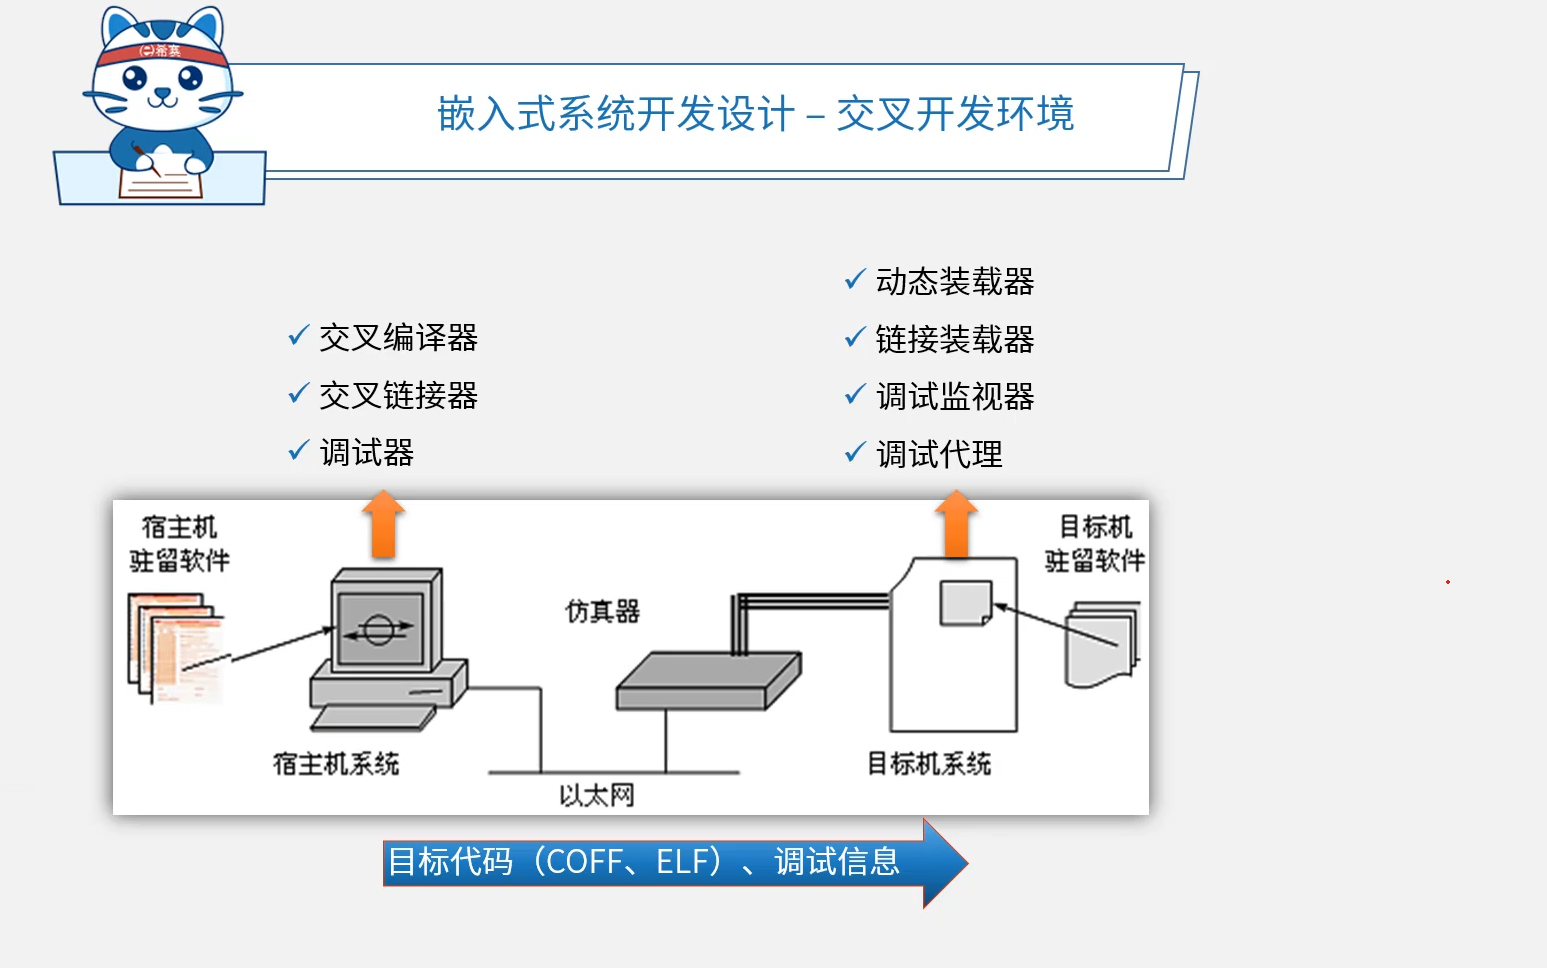 希赛
嵌入式系统开发设计 – 交叉开发环境
交叉编译器
交叉链接器
调试器
动态装载器
链接装载器
调试监视器
调试代理
宿主机
驻留软件
仿真器
目标机
驻留软件
宿主机系统
以太网
目标机系统
目标代码（COFF、ELF）、调试信息